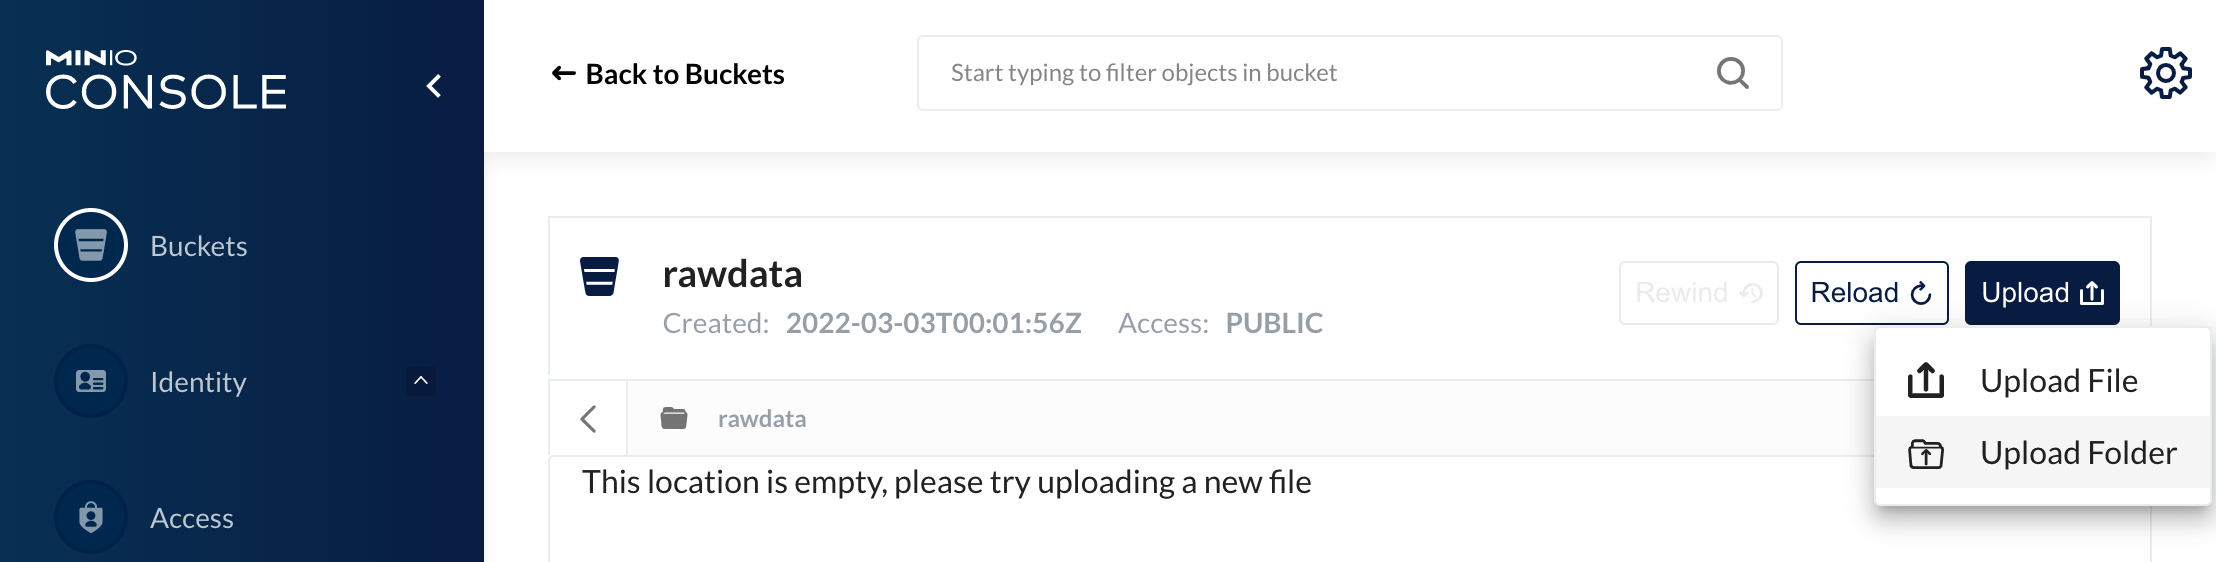 MINIO
CONSOLE
Buckets
Identity
Access
Back to Buckets
Start typing to filter objects in bucket
rawdata
Created: 2022-03-03T00:01:56Z Access: PUBLIC
Rewind
Reload
Upload
Upload File
Upload Folder
rawdata
This location is empty, please try uploading a new file